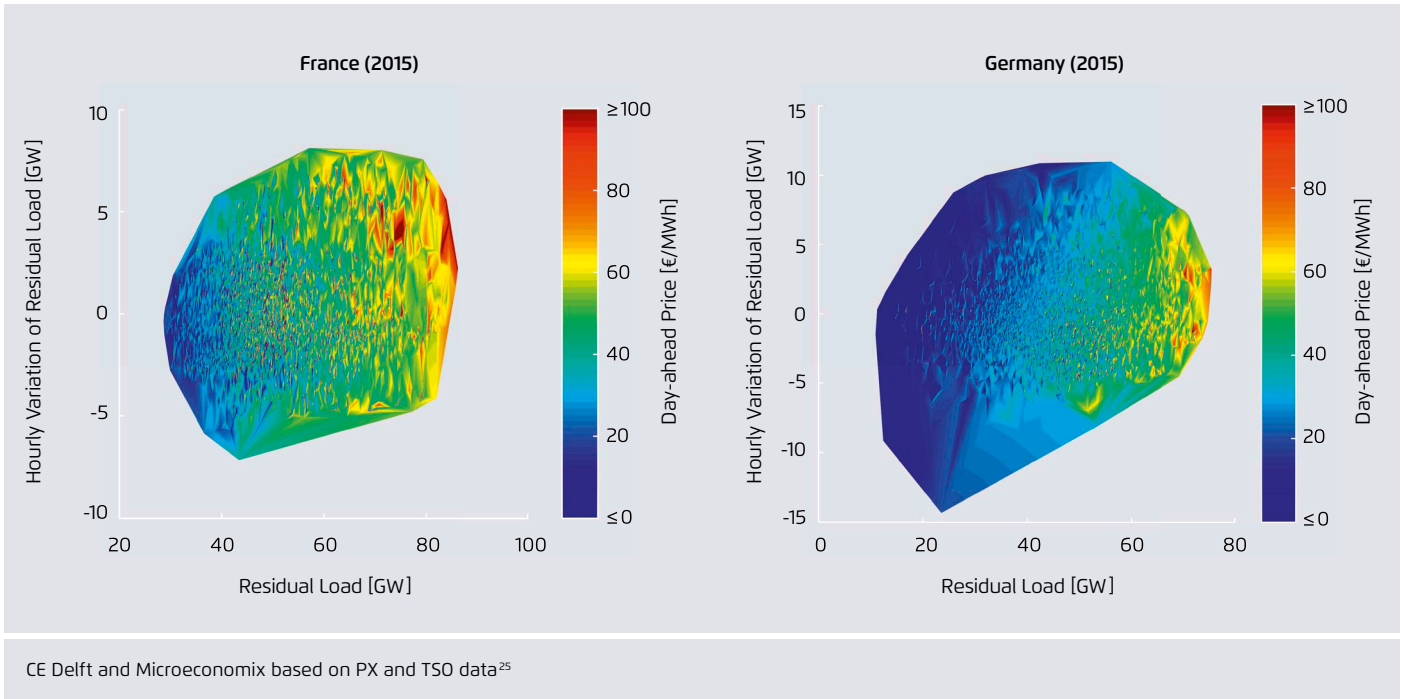 France (2015)
Hourly Variation of Residual Load [GW]
10
5
0
-5
-10
20 40 60 80 100
Residual Load [GW]
≥100
80
60
40
20
≤0
Day-ahead Price [€/MWh]
Germany (2015)
Hourly Variation of Residual Load [GW]
15
10
5
0
-5
-10
-15
0 20 40 60 80
Residual Load [GW]
≥100
80
60
40
20
≤0
Day-ahead Price [€/MWh]
CE Delft and Microeconomix based on PX and TSO data²⁵